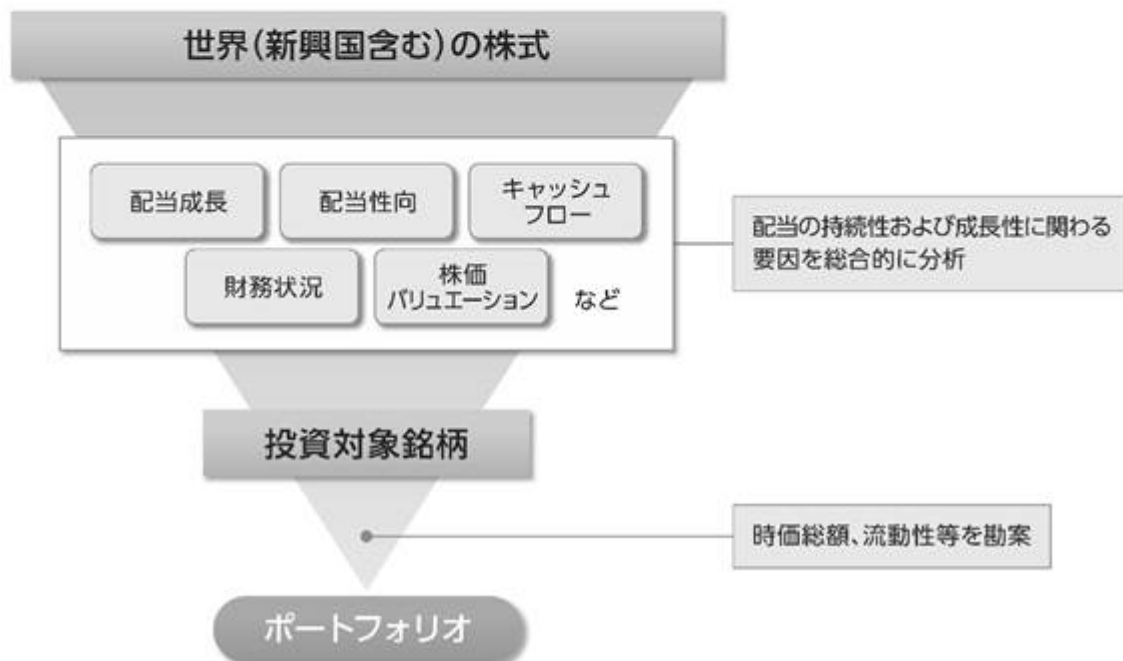 世界(新興国含む)の株式
配当成長
配当性向
キャッシュ
フロー
財務状況
株価
バリュエーション
など
配当の持続性および成長性に関わる
要因を総合的に分析
投資対象銘柄
時価総額、流動性等を勘案
ポートフォリオ